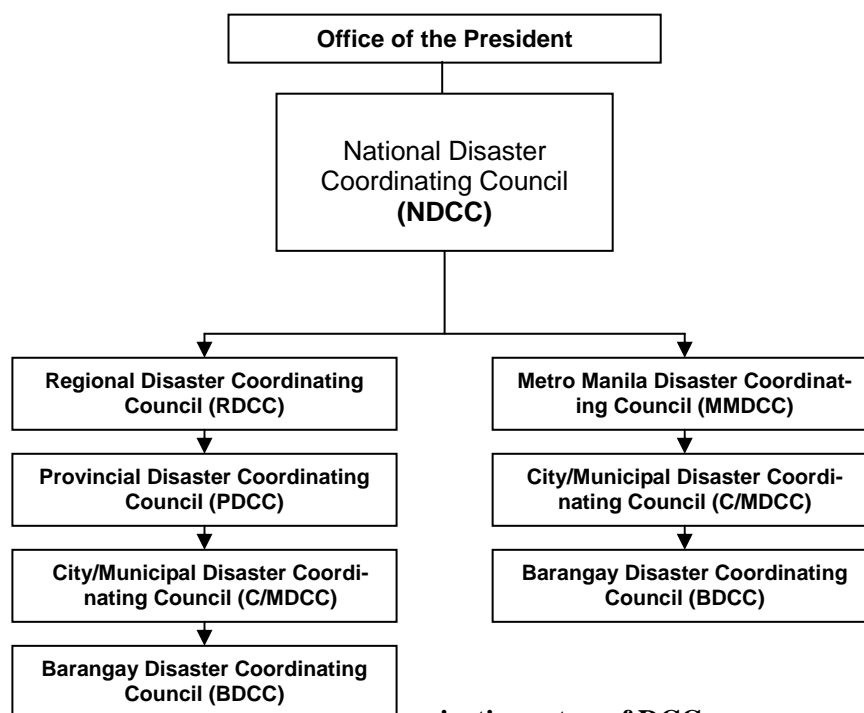 Office of the President
National Disaster
Coordinating Council
(NDCC)
Regional Disaster Coordinating
Council (RDCC)
Provincial Disaster Coordinating
Council (PDCC)
City/Municipal Disaster Coordi-
nating Council (C/MDCC)
Barangay Disaster Coordinating
Council (BDCC)
Metro Manila Disaster Coordinat-
ing Council (MMDCC)
City/Municipal Disaster Coordi-
nating Council (C/MDCC)
Barangay Disaster Coordinating
Council (BDCC)
of DCC